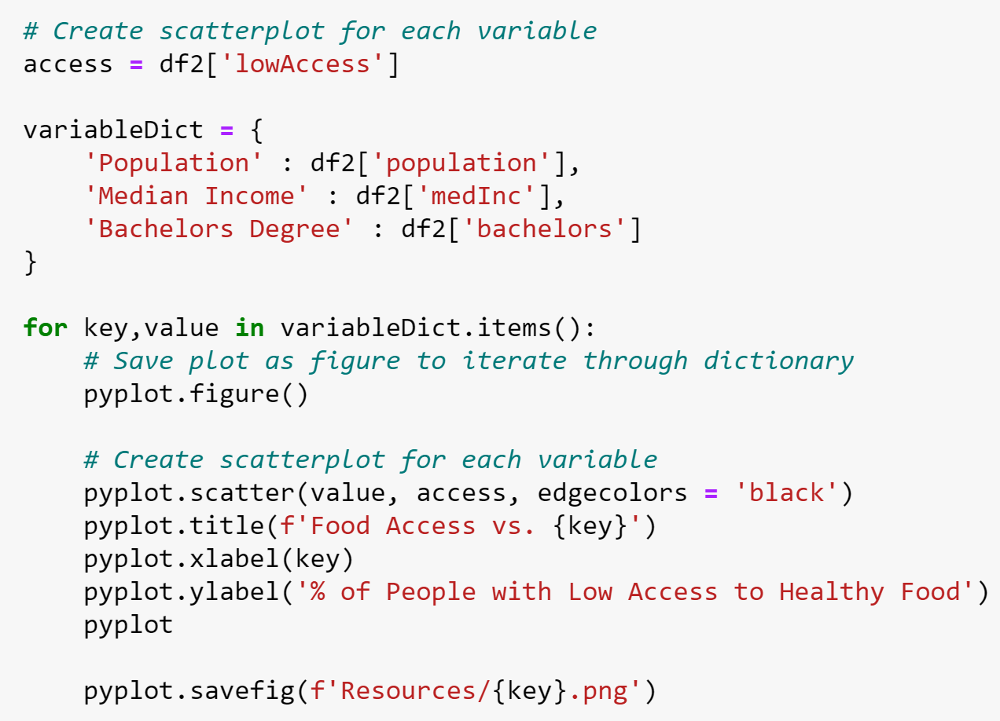 # Create scatterplot for each variable
access = df2['lowAccess']

variableDict = {
    'Population' : df2['population'],
    'Median Income' : df2['medInc'],
    'Bachelors Degree' : df2['bachelors']
}

for key,value in variableDict.items():
    # Save plot as figure to iterate through dictionary
    pyplot.figure()

    # Create scatterplot for each variable
    pyplot.scatter(value, access, edgecolors = 'black')
    pyplot.title(f'Food Access vs. {key}')
    pyplot.xlabel(key)
    pyplot.ylabel('% of People with Low Access to Healthy Food')
    pyplot

    pyplot.savefig(f'Resources/{key}.png')